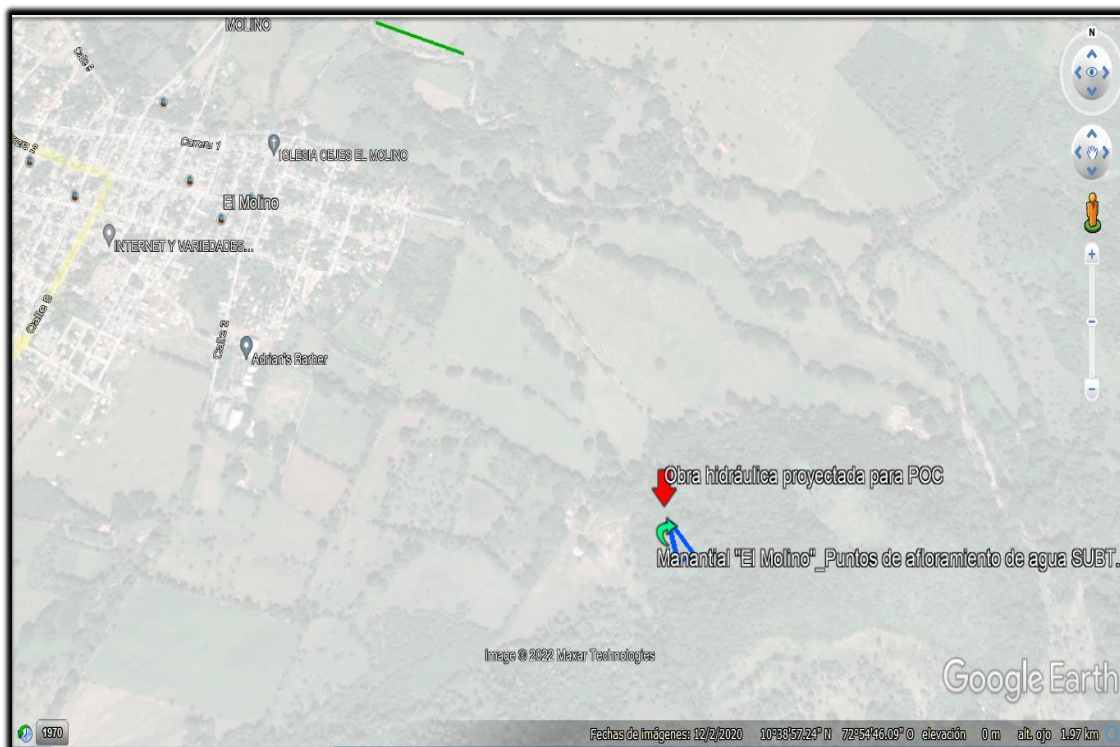 MOLINO
Carrera 1
IGLESIA CEJEG EL MOLINO
El Molino
INTERNET Y VARIEDADES...
Calle 8
Calle 2
Adrian's Barber
N
Obra hidráulica proyectada para POC
Manantial "El Molino"_Puntos de afloramiento de agua SUBT.
Image © 2022 Maxar Technologies
Google Earth
1970
Fechas de imágenes: 12/2/2020 10°38'57.24" N 72°54'46.09" O elevación 0 m alt. ojo 1.97 km